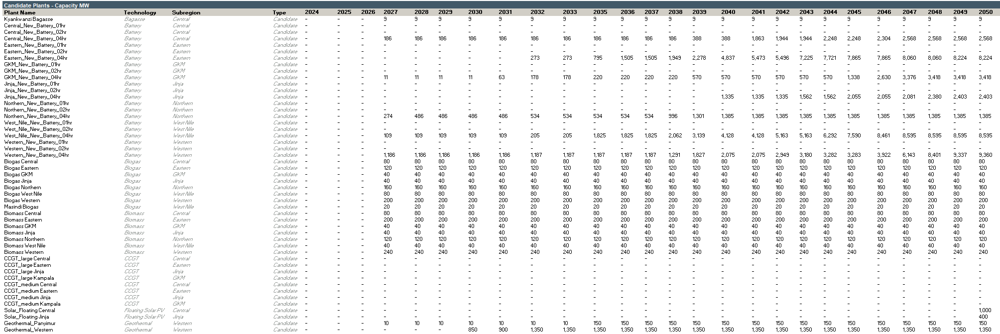 Candidate Plants - Capacity MW
Plant Name Technology Subregion Type 2024 2025 2026 2027 2028 2029 2030 2031 2032 2033 2035 2036 2037 2038 2039 2040 2041 2042 2043 2044 2045 2046 2047 2048 2049 2050
Kyankwanzi Bagasse Bagasse Central Candidate - - - 9 9 9 9 9 9 9 9 9 9 9 9 9 9 9 9 9 9 9 9 9 9 9
Central_New_Battery_01hr Battery Central Candidate - - - - - - - - - - - - - - - - - - - - - - - - - -
Central_New_Battery_02hr Battery Central Candidate - - - - - - - - - - - - - - - - - - - - - - - - - -
Central_New_Battery_04hr Battery Central Candidate - - - 186 186 186 186 186 186 186 186 186 186 186 388 388 1,863 1,944 1,944 2,248 2,248 2,304 2,568 2,568 2,568 2,568
Eastern_New_Battery_01hr Battery Eastern Candidate - - - - - - - - - - - - - - - - - - - - - - - - - -
Eastern_New_Battery_02hr Battery Eastern Candidate - - - - - - - - - - - - - - - - - - - - - - - - - -
Eastern_New_Battery_04hr Battery Eastern Candidate - - - - - - - - 273 273 795 1,505 1,505 1,949 2,278 4,837 5,473 5,496 7,225 7,721 7,865 7,865 8,060 8,060 8,224 8,224
GKM_New_Battery_01hr Battery GKM Candidate - - - - - - - - - - - - - - - - - - - - - - - - - -
GKM_New_Battery_02hr Battery GKM Candidate - - - - - - - - - - - - - - - - - - - - - - - - - -
GKM_New_Battery_04hr Battery GKM Candidate - - - 11 11 11 11 63 178 178 220 220 220 220 570 570 570 570 570 570 1,338 2,630 3,376 3,418 3,418 3,418
Jinja_New_Battery_01hr Battery Jinja Candidate - - - - - - - - - - - - - - - - - - - - - - - - - -
Jinja_New_Battery_02hr Battery Jinja Candidate - - - - - - - - - - - - - - - - - - - - - - - - - -
Jinja_New_Battery_04hr Battery Jinja Candidate - - - - - - - - - - - - - - - 1,335 1,335 1,335 1,562 1,562 2,055 2,055 2,081 2,380 2,403 2,403
Northern_New_Battery_01hr Battery Northern Candidate - - - - - - - - - - - - - - - - - - - - - - - - - -
Northern_New_Battery_02hr Battery Northern Candidate - - - - - - - - - - - - - - - - - - - - - - - - - -
Northern_New_Battery_04hr Battery Northern Candidate - - - 274 486 486 486 486 534 534 534 534 534 996 1,301 1,385 1,385 1,385 1,385 1,385 1,385 1,385 1,385 1,385 1,385 1,385
West_Nile_New_Battery_01hr Battery West Nile Candidate - - - - - - - - - - - - - - - - - - - - - - - - - -
West_Nile_New_Battery_02hr Battery West Nile Candidate - - - - - - - - - - - - - - - - - - - - - - - - - -
West_Nile_New_Battery_04hr Battery West Nile Candidate - - - 109 109 109 109 109 205 205 1,825 1,825 1,825 2,062 3,139 4,128 4,128 5,163 5,163 6,292 7,590 8,461 8,595 8,595 8,595 8,595
Western_New_Battery_01hr Battery Western Candidate - - - - - - - - - - - - - - - - - - - - - - - - - -
Western_New_Battery_02hr Battery Western Candidate - - - - - - - - - - - - - - - - - - - - - - - - - -
Western_New_Battery_04hr Battery Western Candidate - - - 1,186 1,186 1,186 1,186 1,186 1,187 1,187 1,187 1,187 1,187 1,291 1,827 2,075 2,075 2,949 3,180 3,282 3,283 3,922 6,143 8,401 9,337 9,360
Biogas Central Biogas Central Candidate - - - 80 80 80 80 80 80 80 80 80 80 80 80 80 80 80 80 80 80 80 80 80 80 80
Biogas Eastern Biogas Eastern Candidate - - - 120 120 120 120 120 120 120 120 120 120 120 120 120 120 120 120 120 120 120 120 120 120 120
Biogas GKM Biogas GKM Candidate - - - 40 40 40 40 40 40 40 40 40 40 40 40 40 40 40 40 40 40 40 40 40 40 40
Biogas Jinja Biogas Jinja Candidate - - - 40 40 40 40 40 40 40 40 40 40 40 40 40 40 40 40 40 40 40 40 40 40 40
Biogas Northern Biogas Northern Candidate - - - 160 160 160 160 160 160 160 160 160 160 160 160 160 160 160 160 160 160 160 160 160 160 160
Biogas West Nile Biogas West Nile Candidate - - - 80 80 80 80 80 80 80 80 80 80 80 80 80 80 80 80 80 80 80 80 80 80 80
Biogas Western Biogas Western Candidate - - - 200 200 200 200 200 200 200 200 200 200 200 200 200 200 200 200 200 200 200 200 200 200 200
Masindi Biogas Biogas West Nile Candidate - - - 20 20 20 20 20 20 20 20 20 20 20 20 20 20 20 20 20 20 20 20 20 20 20
Biomass Central Biomass Central Candidate - - - 80 80 80 80 80 80 80 80 80 80 80 80 80 80 80 80 80 80 80 80 80 80 80
Biomass Eastern Biomass Eastern Candidate - - - 200 200 200 200 200 200 200 200 200 200 200 200 200 200 200 200 200 200 200 200 200 200 200
Biomass GKM Biomass GKM Candidate - - - 40 40 40 40 40 40 40 40 40 40 40 40 40 40 40 40 40 40 40 40 40 40 40
Biomass Jinja Biomass Jinja Candidate - - - 40 40 40 40 40 40 40 40 40 40 40 40 40 40 40 40 40 40 40 40 40 40 40
Biomass Northern Biomass Northern Candidate - - - 120 120 120 120 120 120 120 120 120 120 120 120 120 120 120 120 120 120 120 120 120 120 120
Biomass West Nile Biomass West Nile Candidate - - - 40 40 40 40 40 40 40 40 40 40 40 40 40 40 40 40 40 40 40 40 40 40 40
Biomass Western Biomass Western Candidate - - - 240 240 240 240 240 240 240 240 240 240 240 240 240 240 240 240 240 240 240 240 240 240 240
CCGT_large Central CCGT Central Candidate - - - - - - - - - - - - - - - - - - - - - - - - - -
CCGT_large Eastern CCGT Eastern Candidate - - - - - - - - - - - - - - - - - - - - - - - - - -
CCGT_large Jinja CCGT Jinja Candidate - - - - - - - - - - - - - - - - - - - - - - - - - -
CCGT_large Kampala CCGT GKM Candidate - - - - - - - - - - - - - - - - - - - - - - - - - -
CCGT_medium Central CCGT Central Candidate - - - - - - - - - - - - - - - - - - - - - - - - - -
CCGT_medium Eastern CCGT Eastern Candidate - - - - - - - - - - - - - - - - - - - - - - - - - -
CCGT_medium Jinja CCGT Jinja Candidate - - - - - - - - - - - - - - - - - - - - - - - - - -
CCGT_medium Kampala CCGT GKM Candidate - - - - - - - - - - - - - - - - - - - - - - - - - -
Solar_Floating Central Floating Solar PV Central Candidate - - - - - - - - - - - - - - - - - - - - - - - - - 1,000
Solar_Floating Jinja Floating Solar PV Jinja Candidate - - - - - - - - - - - - - - - - - - - - - - - - - 400
Geothermal_Panyimur Geothermal Western Candidate - - - 10 10 10 10 10 10 10 150 150 150 150 150 150 150 150 150 150 150 150 150 150 150 150
Geothermal_Western Geothermal Western Candidate - - - - - - 850 900 1,350 1,350 1,350 1,350 1,350 1,350 1,350 1,350 1,350 1,350 1,350 1,350 1,350 1,350 1,350 1,350 1,350 1,350